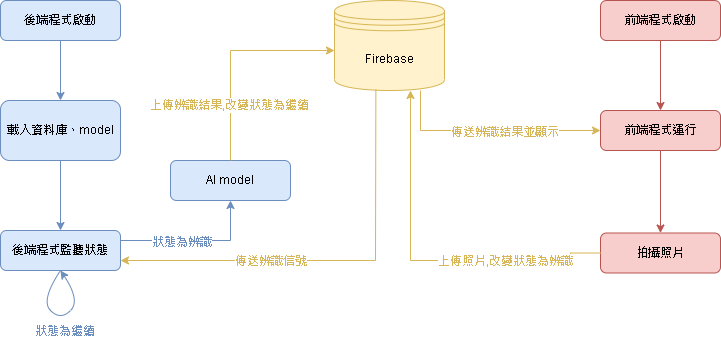 後端程式啟動
Firebase
前端程式啟動
上傳辨識結果,改變狀態為繼續
載入資料庫、model
傳送辨識結果並顯示
前端程式運行
AI model
後端程式監聽狀態
狀態為辨識
傳送辨識信號
上傳照片,改變狀態為辨識
拍攝照片
狀態為繼續